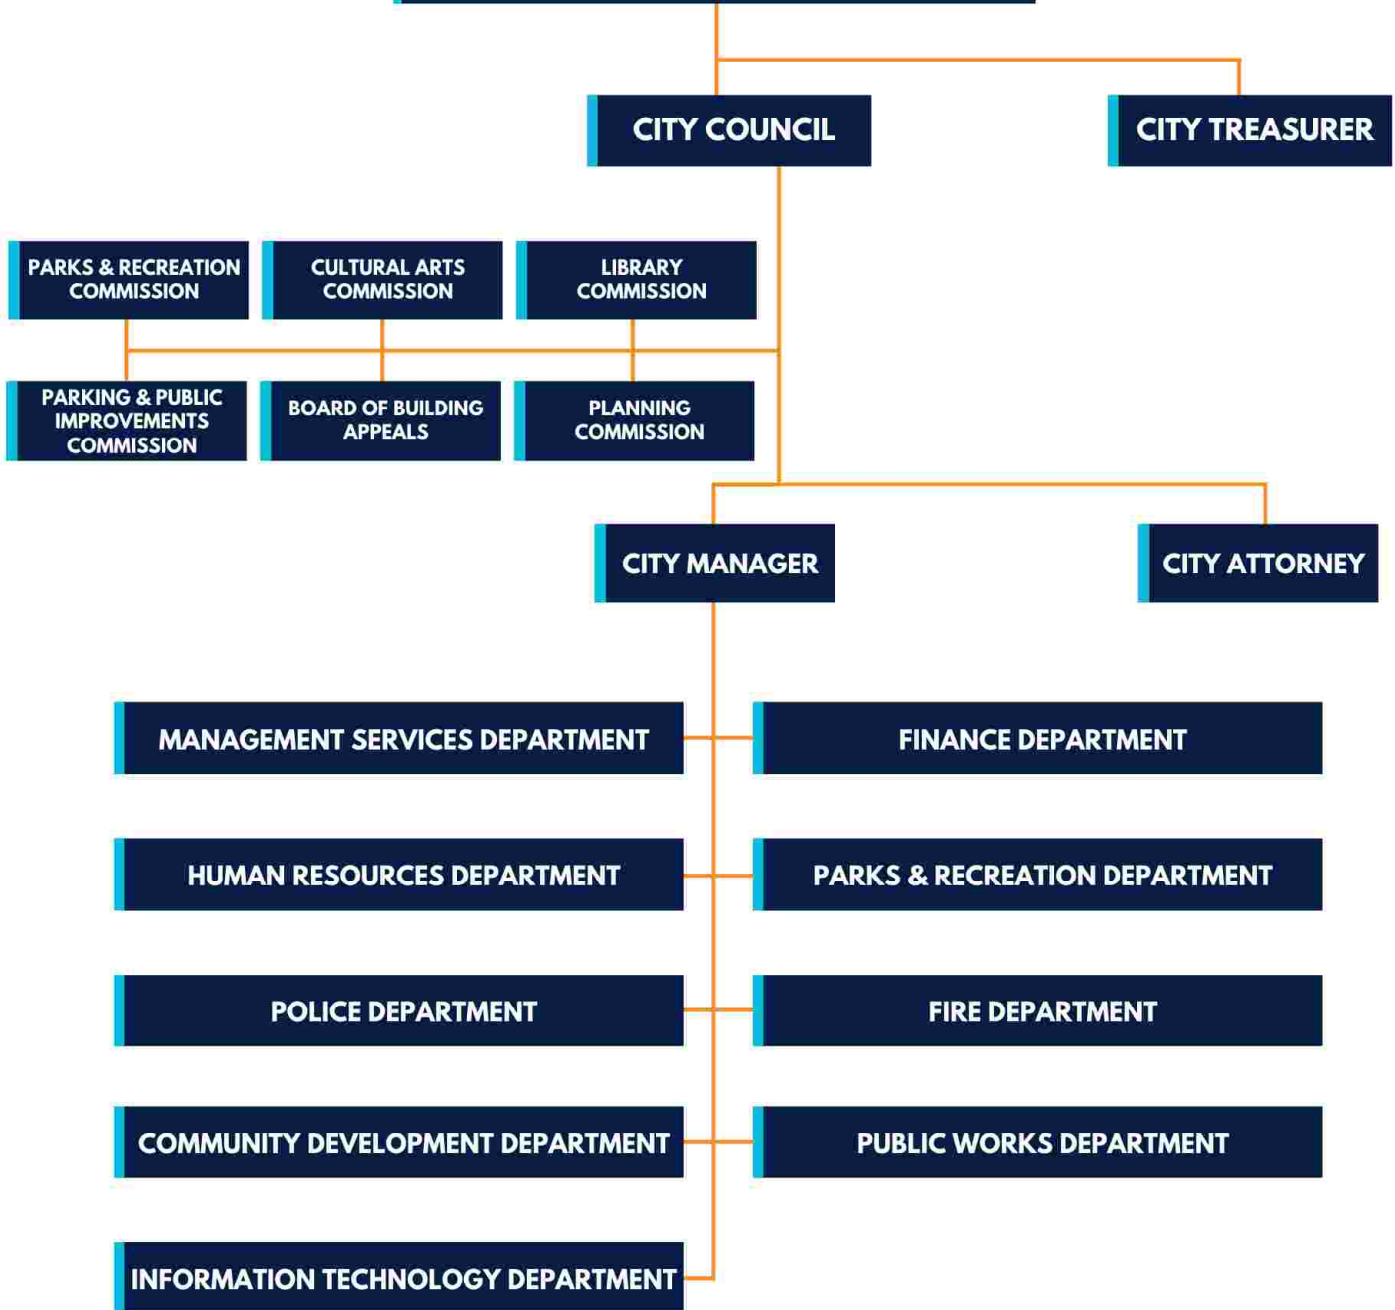 CITY COUNCIL
CITY TREASURER
PARKS & RECREATION
COMMISSION
CULTURAL ARTS
COMMISSION
LIBRARY
COMMISSION
PARKING & PUBLIC
IMPROVEMENTS
COMMISSION
BOARD OF BUILDING
APPEALS
PLANNING
COMMISSION
CITY MANAGER
CITY ATTORNEY
MANAGEMENT SERVICES DEPARTMENT
FINANCE DEPARTMENT
HUMAN RESOURCES DEPARTMENT
PARKS & RECREATION DEPARTMENT
POLICE DEPARTMENT
FIRE DEPARTMENT
COMMUNITY DEVELOPMENT DEPARTMENT
PUBLIC WORKS DEPARTMENT
INFORMATION TECHNOLOGY DEPARTMENT